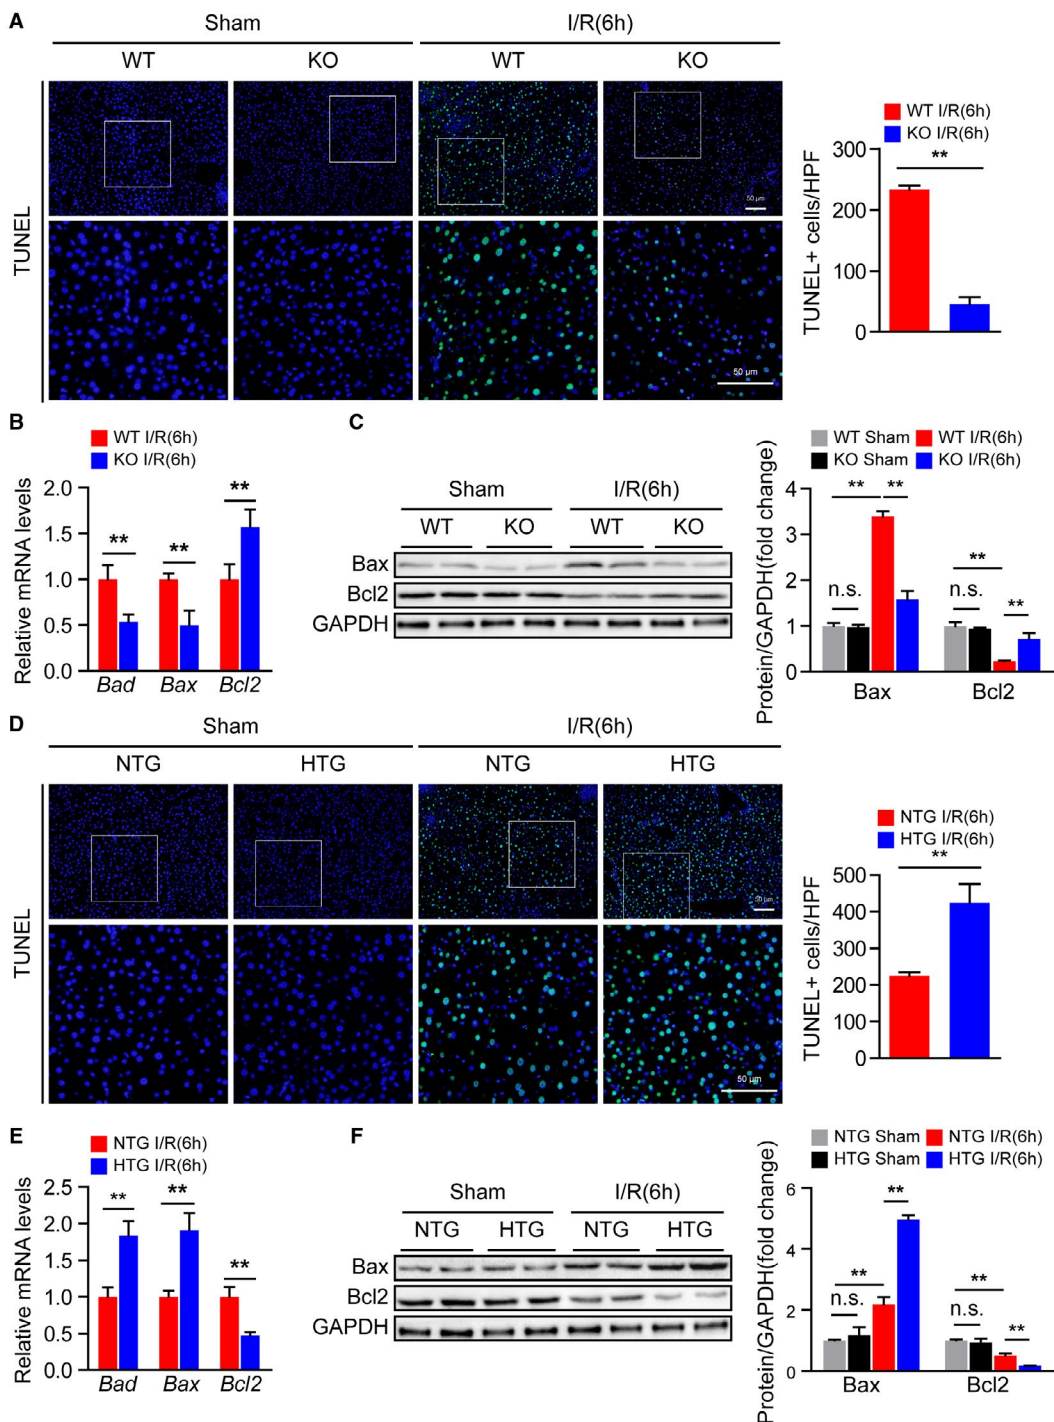 A
Sham
I/R(6h)
WT
KO
WT
KO
TUNEL
50 µm
50 µm
WT I/R(6h)
KO I/R(6h)
TUNEL+ cells/HPF
300
200
100
0
**
B
WT I/R(6h)
KO I/R(6h)
Relative mRNA levels
2.0
1.5
1.0
0.5
0
**
**
**
Bad
Bax
Bcl2
C
Sham
I/R(6h)
WT
KO
WT
KO
Bax
Bcl2
GAPDH
WT Sham
WT I/R(6h)
KO Sham
KO I/R(6h)
Protein/GAPDH(fold change)
4
3
2
1
0
n.s.
**
**
n.s.
**
**
Bax
Bcl2
D
Sham
I/R(6h)
NTG
HTG
NTG
HTG
TUNEL
50 µm
50 µm
NTG I/R(6h)
HTG I/R(6h)
TUNEL+ cells/HPF
500
400
300
200
100
0
**
E
NTG I/R(6h)
HTG I/R(6h)
Relative mRNA levels
2.5
2.0
1.5
1.0
0.5
0
**
**
**
Bad
Bax
Bcl2
F
Sham
I/R(6h)
NTG
HTG
NTG
HTG
Bax
Bcl2
GAPDH
NTG Sham
NTG I/R(6h)
HTG Sham
HTG I/R(6h)
Protein/GAPDH(fold change)
6
4
2
0
n.s.
**
**
n.s.
**
**
Bax
Bcl2